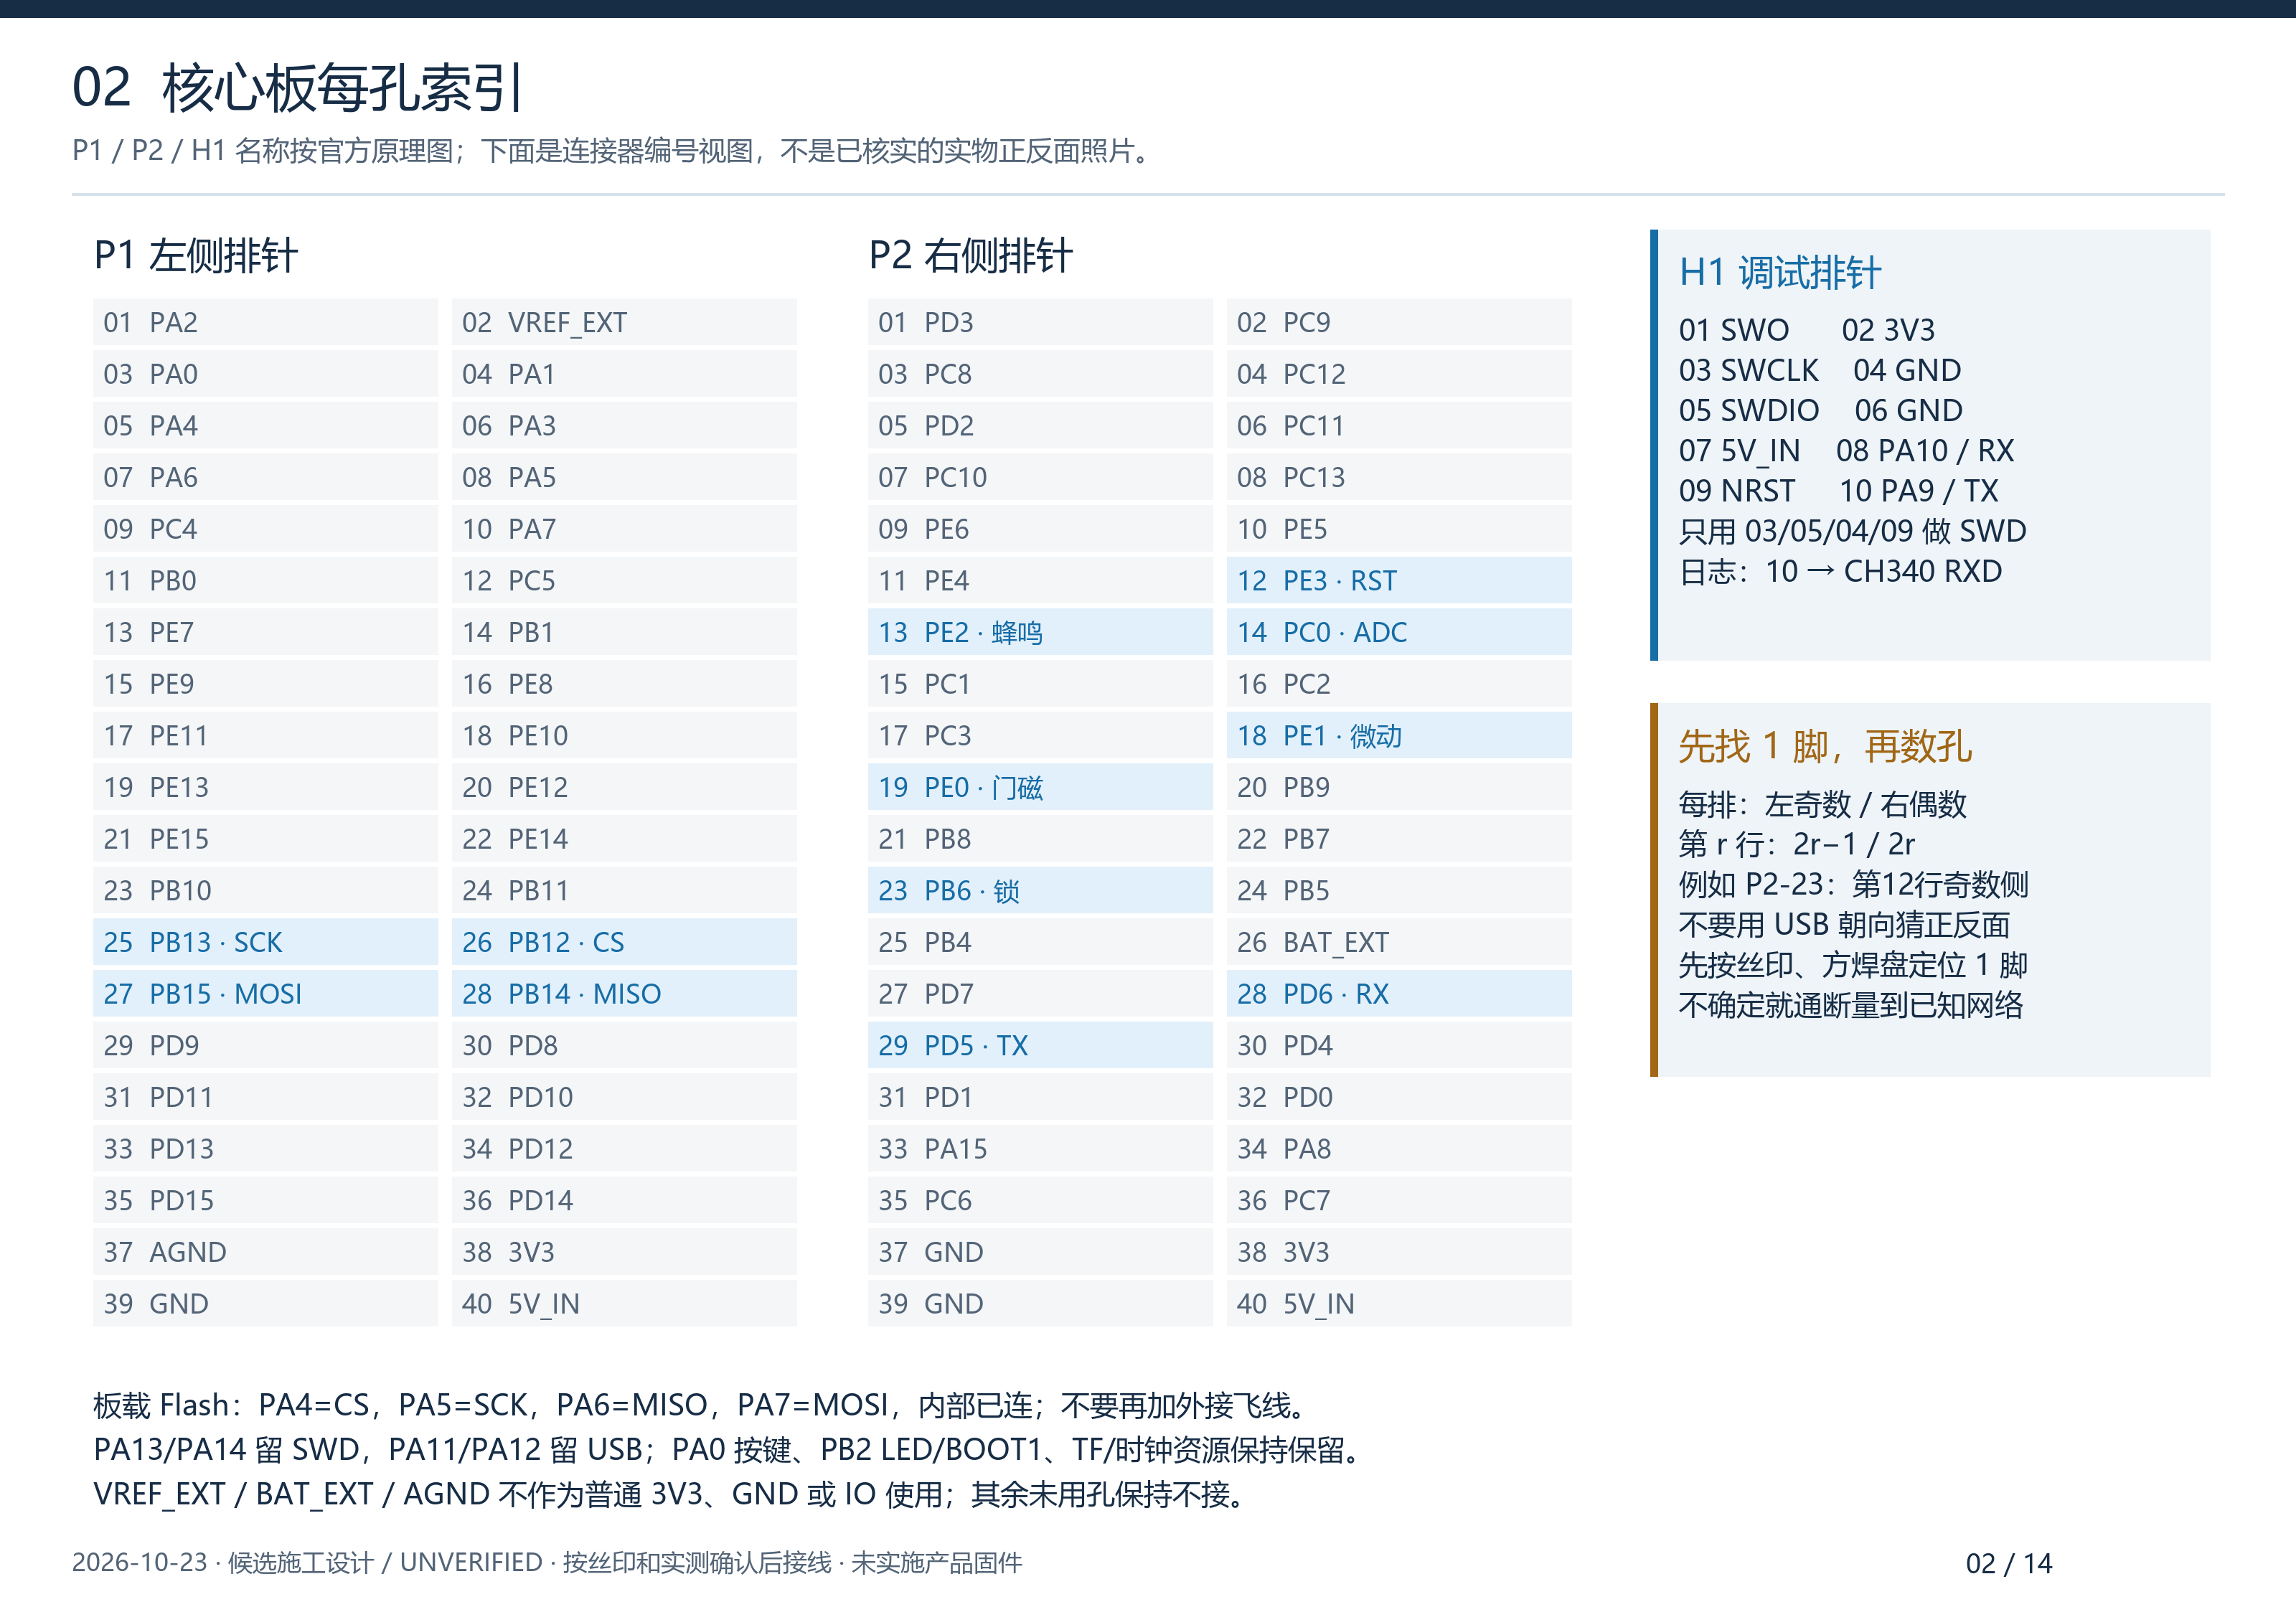 02 核心板每孔索引
P1 / P2 / H1 名称按官方原理图；下面是连接器编号视图，不是已核实的实物正反面照片。
P1 左侧排针
01 PA2 02 VREF_EXT
03 PA0 04 PA1
05 PA4 06 PA3
07 PA6 08 PA5
09 PC4 10 PA7
11 PB0 12 PC5
13 PE7 14 PB1
15 PE9 16 PE8
17 PE11 18 PE10
19 PE13 20 PE12
21 PE15 22 PE14
23 PB10 24 PB11
25 PB13 · SCK 26 PB12 · CS
27 PB15 · MOSI 28 PB14 · MISO
29 PD9 30 PD8
31 PD11 32 PD10
33 PD13 34 PD12
35 PD15 36 PD14
37 AGND 38 3V3
39 GND 40 5V_IN
P2 右侧排针
01 PD3 02 PC9
03 PC8 04 PC12
05 PD2 06 PC11
07 PC10 08 PC13
09 PE6 10 PE5
11 PE4 12 PE3 · RST
13 PE2 · 蜂鸣 14 PC0 · ADC
15 PC1 16 PC2
17 PC3 18 PE1 · 微动
19 PE0 · 门磁 20 PB9
21 PB8 22 PB7
23 PB6 · 锁 24 PB5
25 PB4 26 BAT_EXT
27 PD7 28 PD6 · RX
29 PD5 · TX 30 PD4
31 PD1 32 PD0
33 PA15 34 PA8
35 PC6 36 PC7
37 GND 38 3V3
39 GND 40 5V_IN
H1 调试排针
01 SWO 02 3V3
03 SWCLK 04 GND
05 SWDIO 06 GND
07 5V_IN 08 PA10 / RX
09 NRST 10 PA9 / TX
只用 03/05/04/09 做 SWD
日志：10 → CH340 RXD
先找 1 脚，再数孔
每排：左奇数 / 右偶数
第 r 行：2r−1 / 2r
例如 P2-23：第12行奇数侧
不要用 USB 朝向猜正反面
先按丝印、方焊盘定位 1 脚
不确定就通断量到已知网络
板载 Flash：PA4=CS，PA5=SCK，PA6=MISO，PA7=MOSI，内部已连；不要再加外接飞线。
PA13/PA14 留 SWD，PA11/PA12 留 USB；PA0 按键、PB2 LED/BOOT1、TF/时钟资源保持保留。
VREF_EXT / BAT_EXT / AGND 不作为普通 3V3、GND 或 IO 使用；其余未用孔保持不接。
2026-10-23 · 候选施工设计 / UNVERIFIED · 按丝印和实测确认后接线 · 未实施产品固件
02 / 14